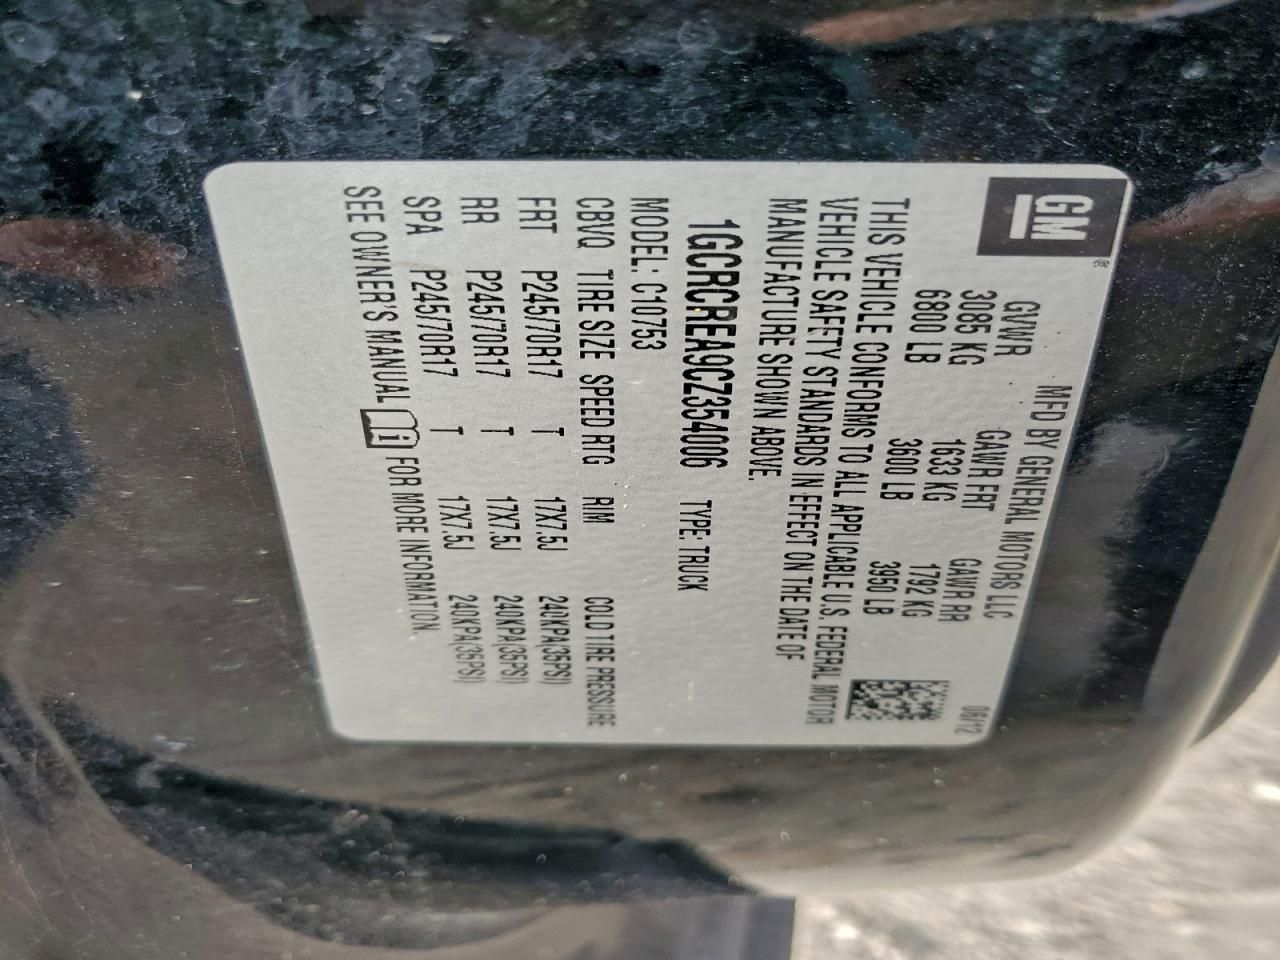 GM
MFD BY GENERAL MOTORS LLC 06/12
GVWR GAWR FRT GAWR RR
3085 KG 1633 KG 1792 KG
6800 LB 3600 LB 3950 LB
THIS VEHICLE CONFORMS TO ALL APPLICABLE U.S. FEDERAL MOTOR
VEHICLE SAFETY STANDARDS IN EFFECT ON THE DATE OF
MANUFACTURE SHOWN ABOVE.
1GCRCREA9CZ354006 TYPE: TRUCK
MODEL: C10753
CBVQ TIRE SIZE SPEED RTG RIM COLD TIRE PRESSURE
FRT P245/70R17 T 17X7.5J 240KPA(35PSI)
RR P245/70R17 T 17X7.5J 240KPA(35PSI)
SPA P245/70R17 T 17X7.5J 240KPA(35PSI)
SEE OWNER'S MANUAL i FOR MORE INFORMATION